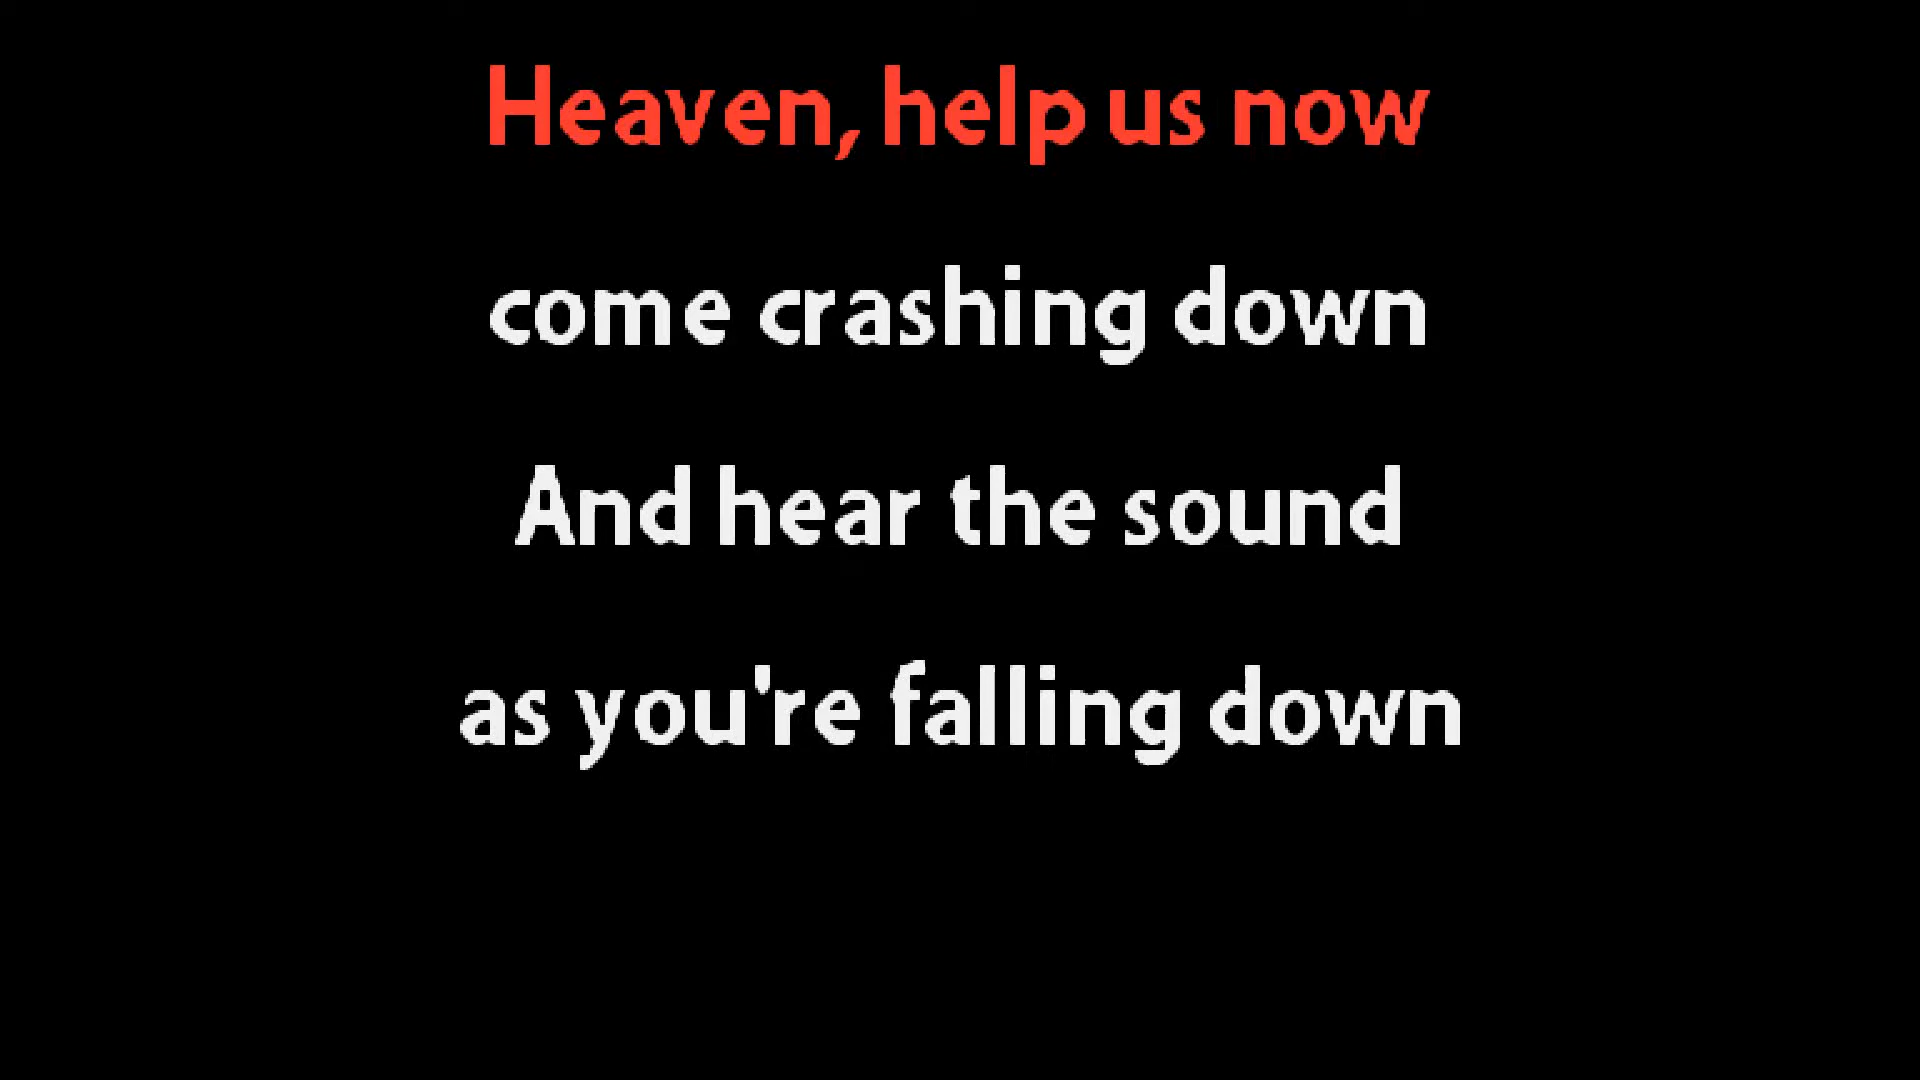 Heaven, help us now
come crashing down
And hear the sound
as you're falling down